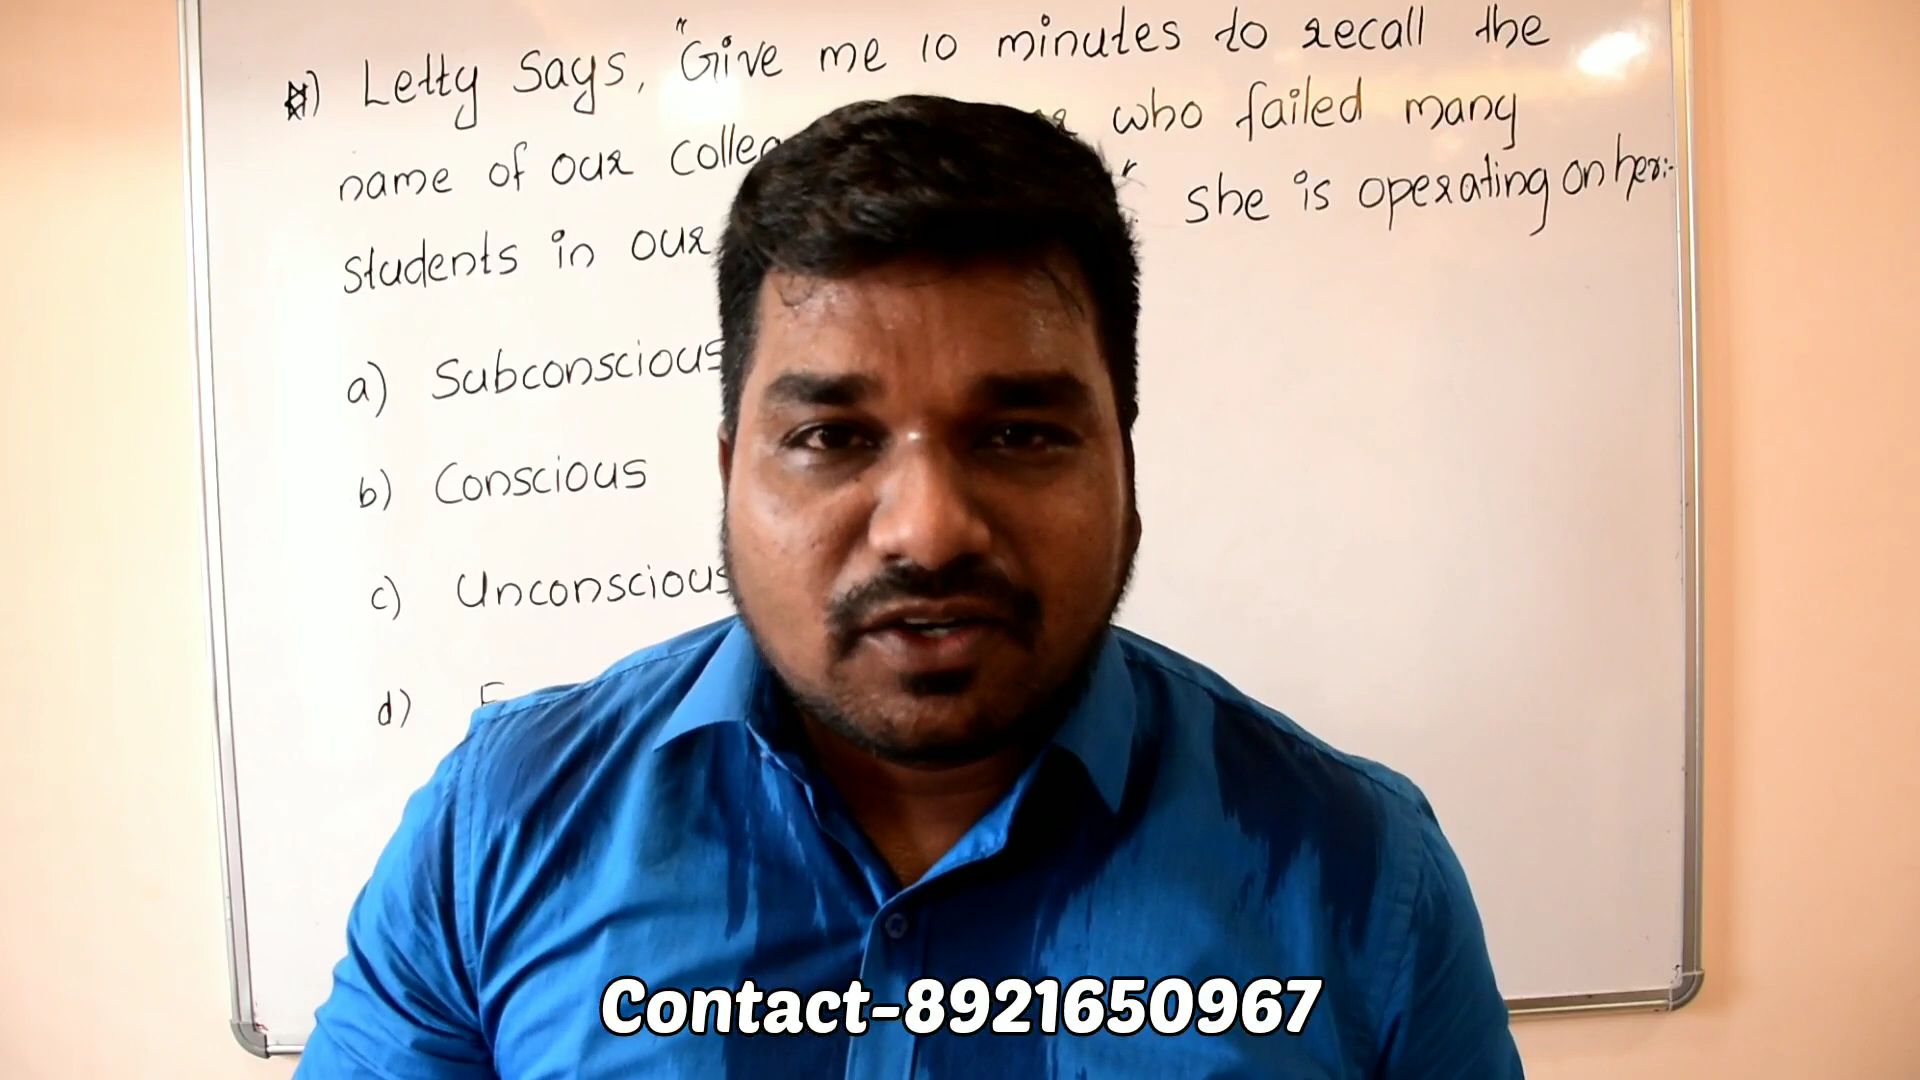 Letty Says, "Give me 10 minutes to recall the
name of our who failed many
students in our she is operating on her:-
a) Subconscious
b) Conscious
c) Unconscious
d)
Contact-8921650967